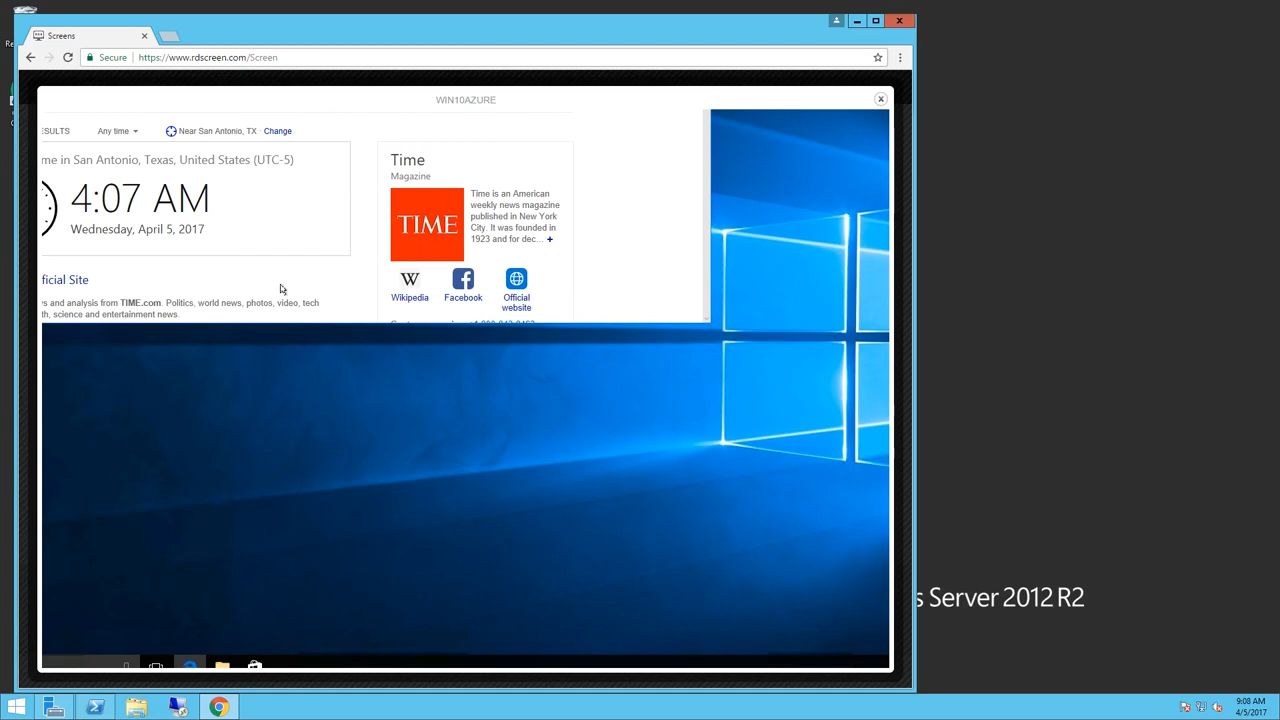 Screens
Secure
https://www.rdscreen.com/Screen
WIN10AZURE
ESULTS
Any time
Near San Antonio, TX · Change
me in San Antonio, Texas, United States (UTC-5)
4:07 AM
Wednesday, April 5, 2017
Time
Magazine
TIME
Time is an American
weekly news magazine
published in New York
City. It was founded in
1923 and for dec... +
W
Wikipedia
Facebook
Official
website
ficial Site
s and analysis from TIME.com. Politics, world news, photos, video, tech
th, science and entertainment news.
s Server 2012 R2
9:08 AM
4/5/2017